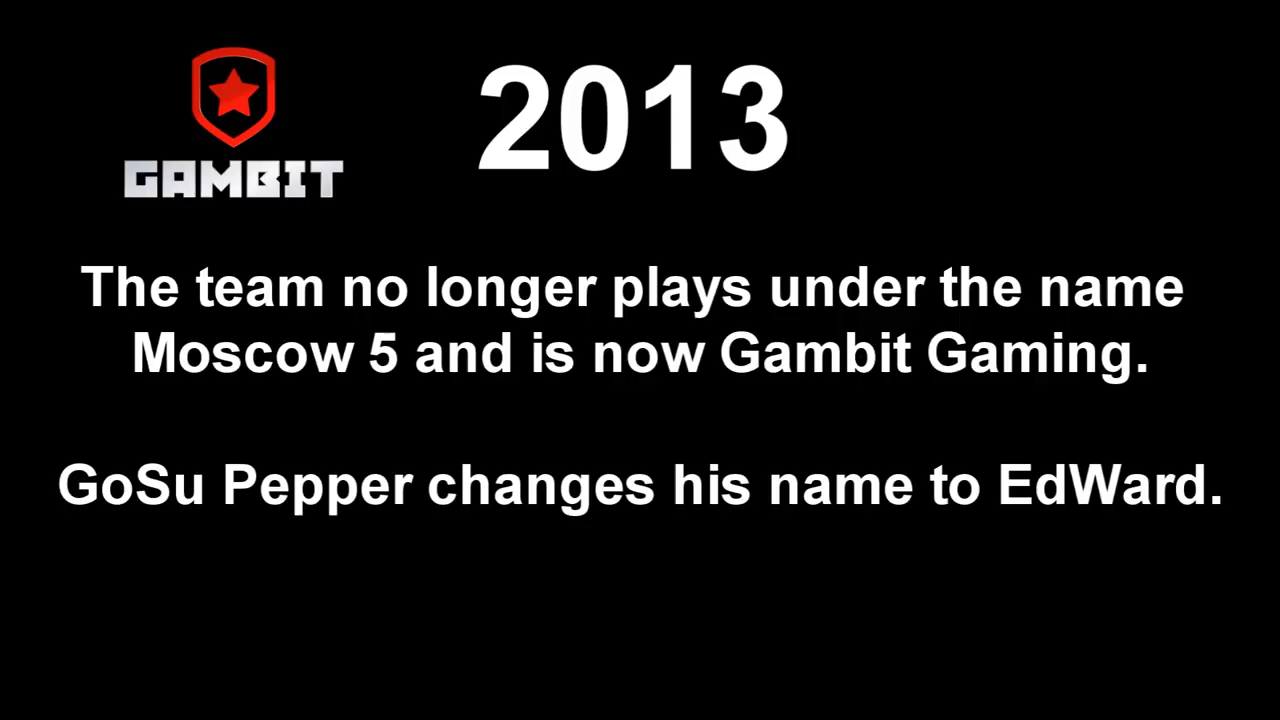 GAMBIT
2013
The team no longer plays under the name
Moscow 5 and is now Gambit Gaming.
GoSu Pepper changes his name to EdWard.